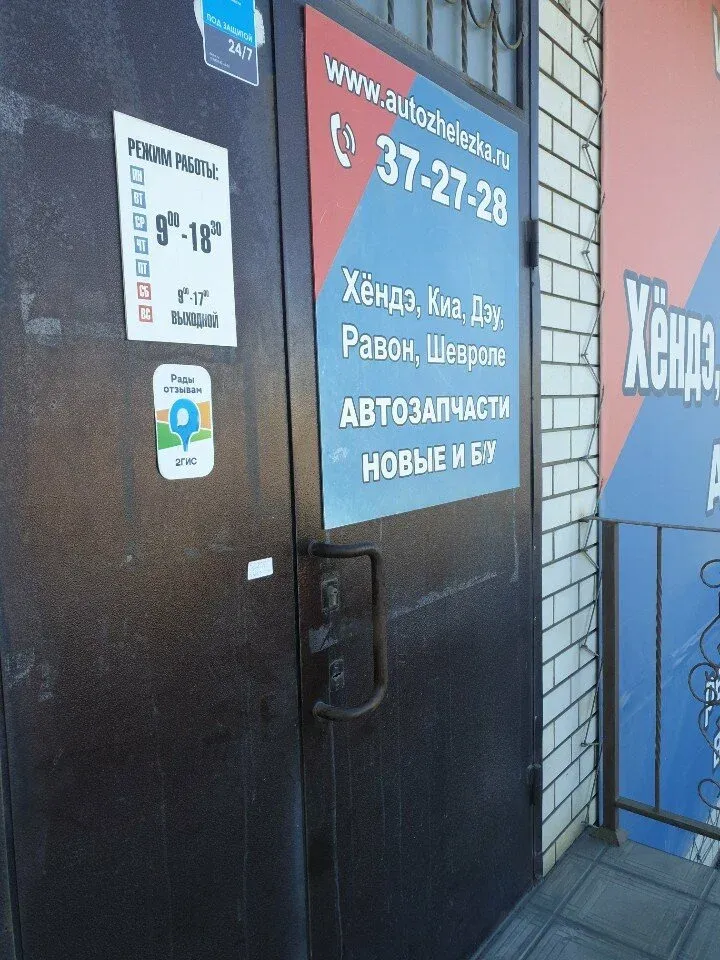 ПОД ЗАЩИТОЙ
24/7
РЕЖИМ РАБОТЫ:
ПН
ВТ
СР
ЧТ
ПТ
9⁰⁰-18³⁰
СБ
9⁰⁰-17⁰⁰
ВС
ВЫХОДНОЙ
Рады
отзывам
2ГИС
www.autozhelezka.ru
37-27-28
Хёндэ, Киа, Дэу,
Равон, Шевроле
АВТОЗАПЧАСТИ
НОВЫЕ И Б/У
Хёндэ,
А